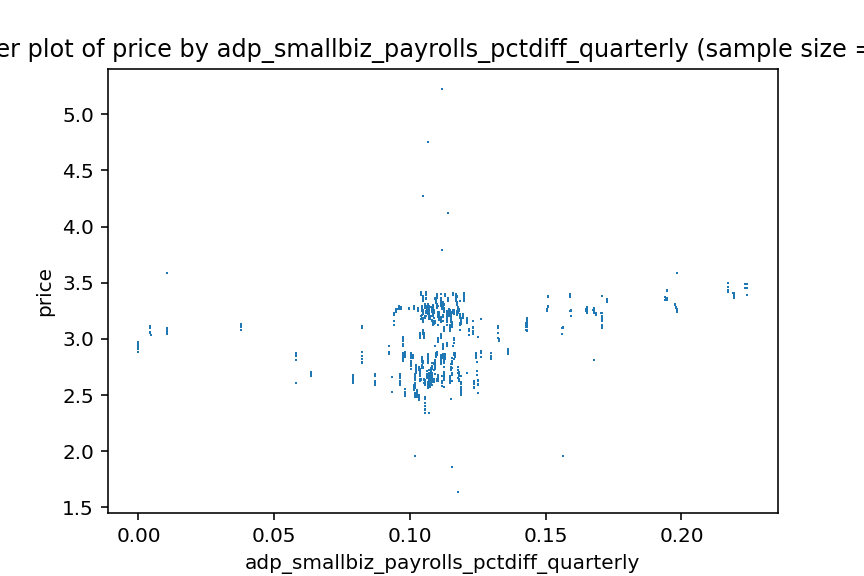 plot of price by adp_smallbiz_payrolls_pctdiff_quarterly (sample size =
5.0
4.5
4.0
3.5
3.0
2.5
2.0
1.5
price
0.00 0.05 0.10 0.15 0.20
adp_smallbiz_payrolls_pctdiff_quarterly